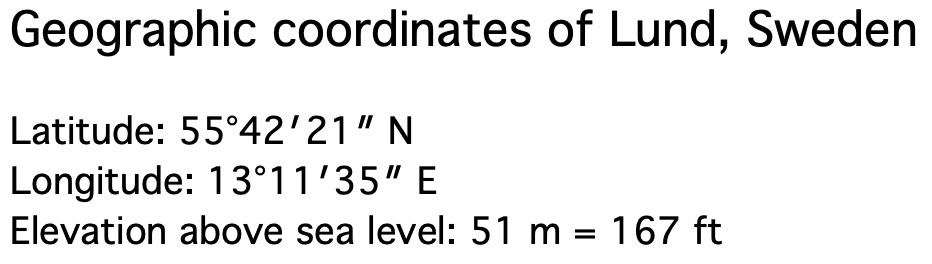 Geographic coordinates of Lund, Sweden
Latitude: 55°42′21″ N
Longitude: 13°11′35″ E
Elevation above sea level: 51 m = 167 ft